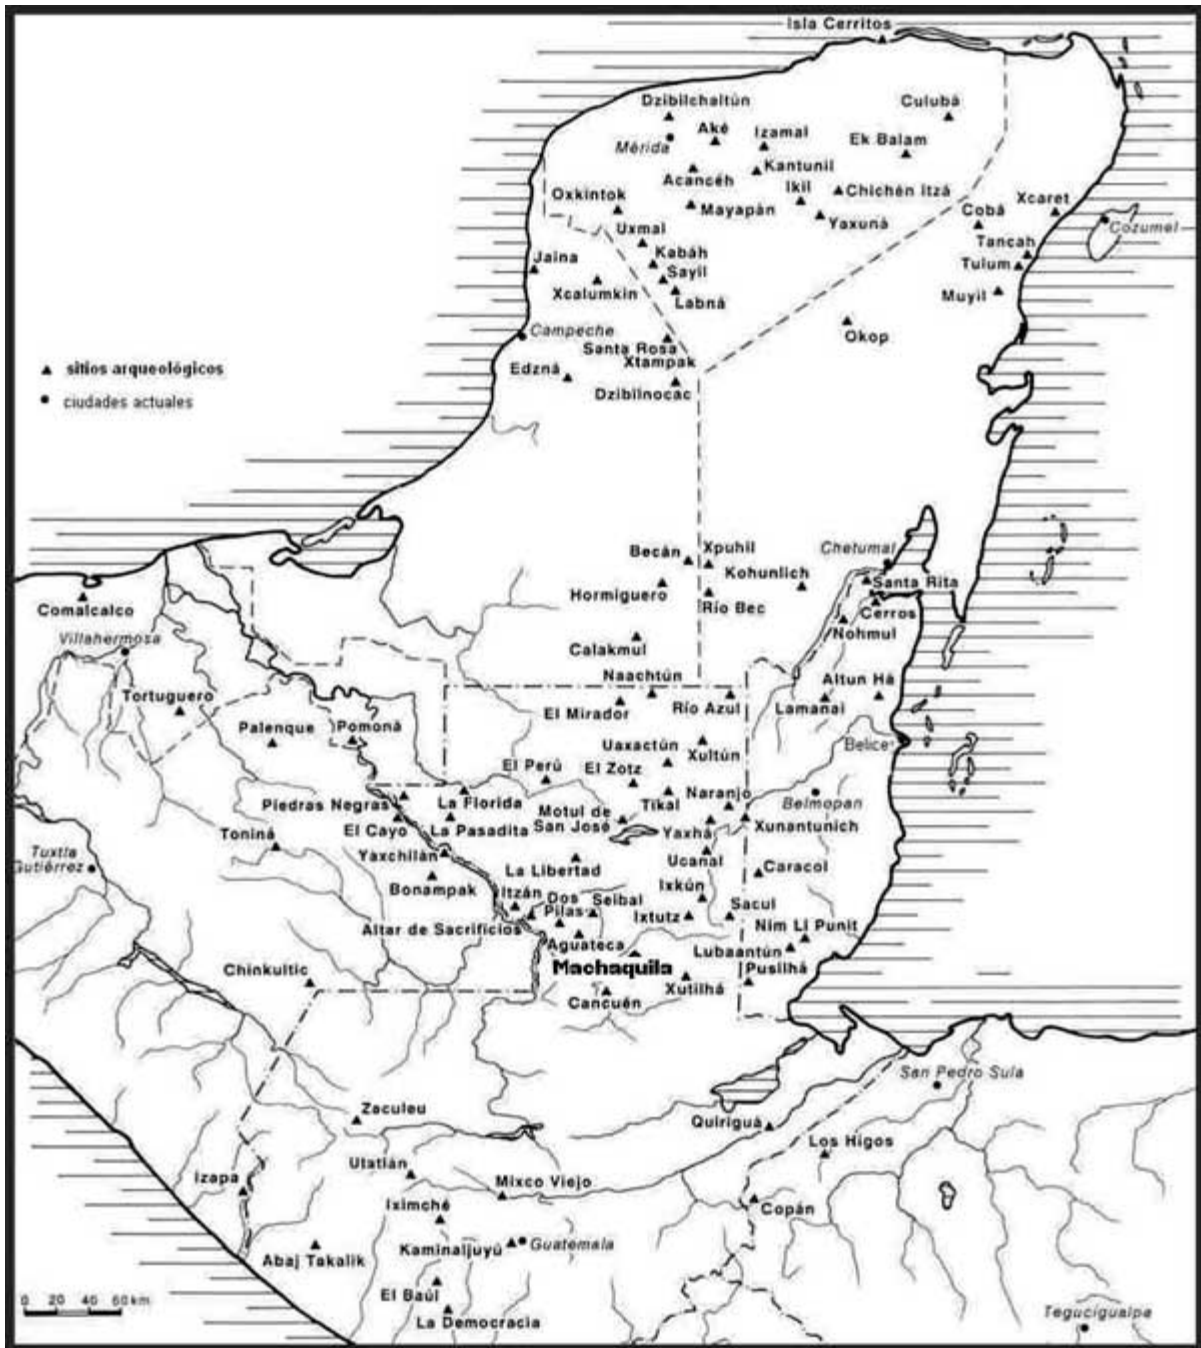 Isla Cerritos
Dzibilchaltún
Culubá
Aké
Izamal
Mérida
Ek Balam
Kantunil
Acancéh
Ikil
Chichén Itzá
Oxkintok
Mayapán
Xcaret
Yaxuná
Cobá
Cozumel
Uxmal
Tancah
Kabáh
Jaina
Sayil
Tulum
Xcalumkin
Labná
Muyil
Campeche
Okop
Santa Rosa
Xtampak
sitios arqueológicos
Edzná
Dzibilnocac
ciudades actuales
Becán
Xpuhil
Chetumal
Kohunlich
Santa Rita
Hormiguero
Río Bec
Comalcalco
Cerros
Villahermosa
Nohmul
Calakmul
Naachtún
Altun Há
Tortuguero
El Mirador
Río Azul
Lamanai
Palenque
Pomoná
Uaxactún
Xultún
Belice
El Perú
El Zotz
Piedras Negras
La Florida
Tikal
Naranjo
Belmopan
Motul de
San José
El Cayo
La Pasadita
Yaxhá
Xunantunich
Toniná
Tuxtla
Gutiérrez
Yaxchilán
Ucanal
La Libertad
Caracol
Bonampak
Ixkún
Itzán
Dos
Pilas
Seibal
Ixtutz
Sacul
Altar de Sacrificios
Nim Li Punit
Aguateca
Lubaantún
Machaquila
Pusilhá
Chinkultic
Xutilhá
Cancuén
San Pedro Sula
Zaculeu
Quiriguá
Los Higos
Utatlán
Izapa
Mixco Viejo
Iximché
Copán
Kaminaljuyú
Guatemala
Abaj Takalik
El Baúl
0 20 40 60km
La Democracia
Tegucigualpa